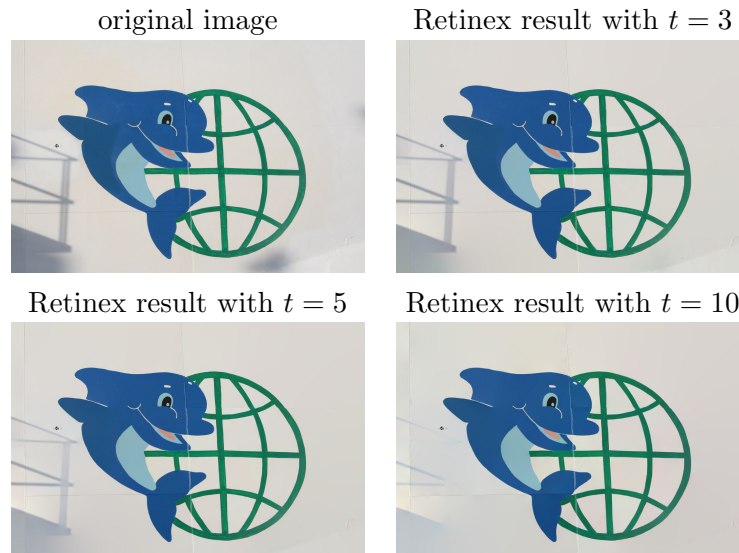 original image
Retinex result with t = 3
Retinex result with t = 5
Retinex result with t = 10